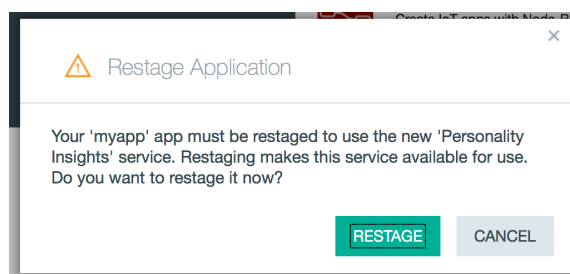 Create IoT apps with Node-R
×
Restage Application
Your 'myapp' app must be restaged to use the new 'Personality
Insights' service. Restaging makes this service available for use.
Do you want to restage it now?
RESTAGE CANCEL